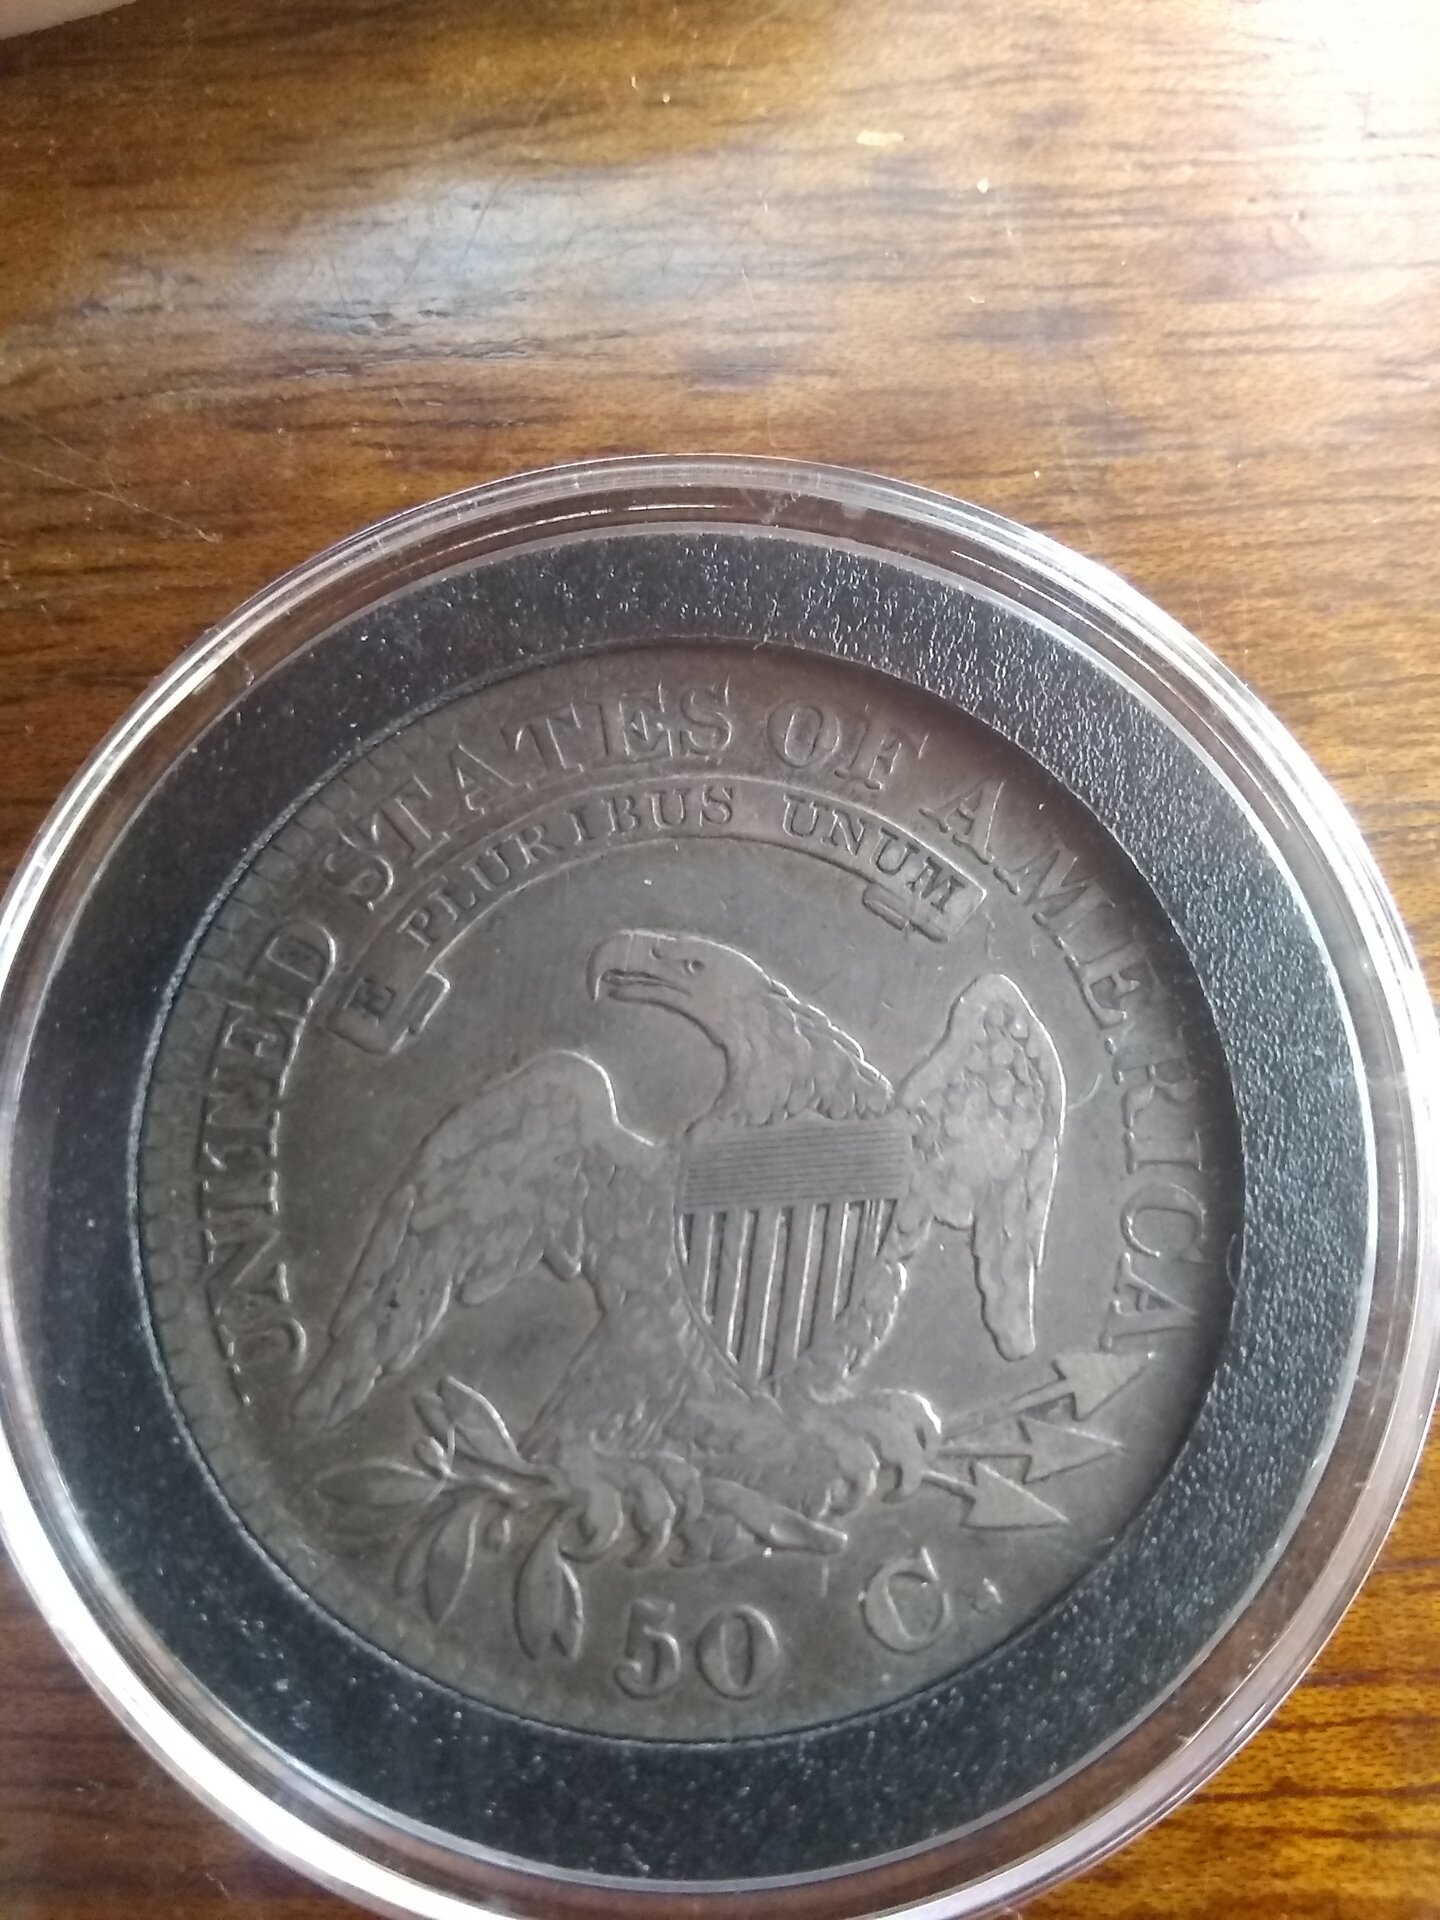 UNITED STATES OF AMERICA
E PLURIBUS UNUM
50 C.